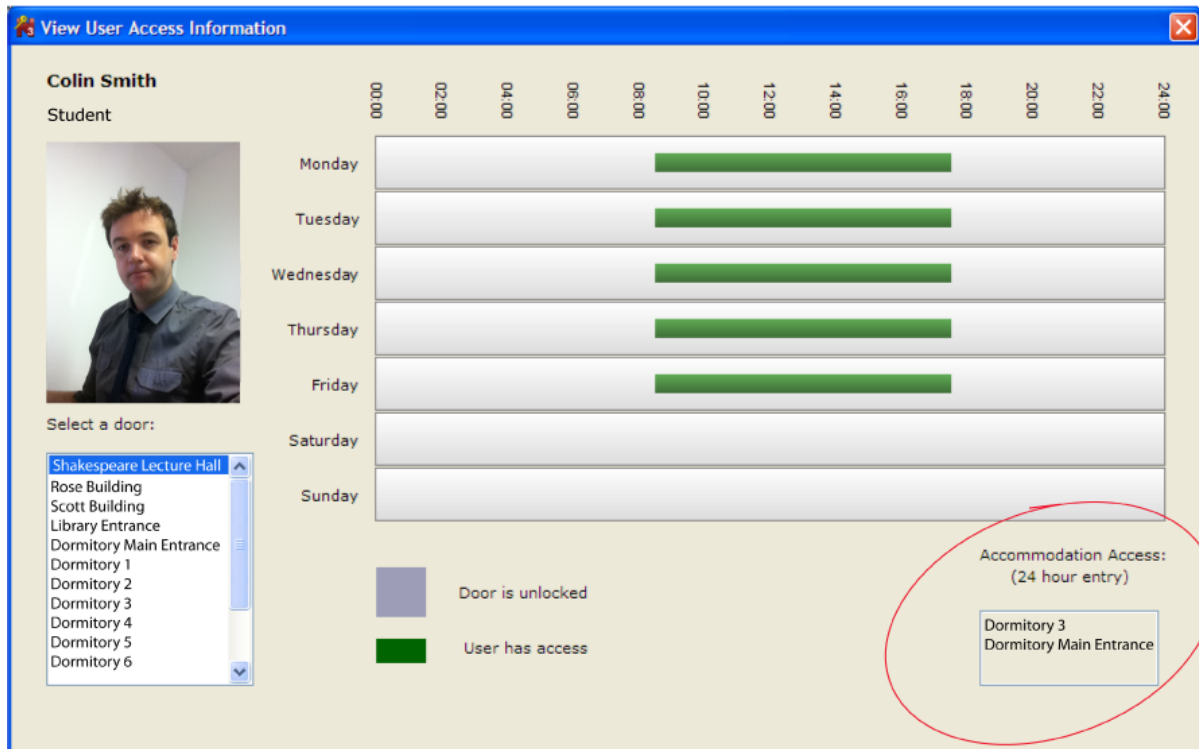 View User Access Information
Colin Smith
Student
00:00 02:00 04:00 06:00 08:00 10:00 12:00 14:00 16:00 18:00 20:00 22:00 24:00
Monday
Tuesday
Wednesday
Thursday
Friday
Saturday
Sunday
Select a door:
Shakespeare Lecture Hall
Rose Building
Scott Building
Library Entrance
Dormitory Main Entrance
Dormitory 1
Dormitory 2
Dormitory 3
Dormitory 4
Dormitory 5
Dormitory 6
Door is unlocked
User has access
Accommodation Access:
(24 hour entry)
Dormitory 3
Dormitory Main Entrance